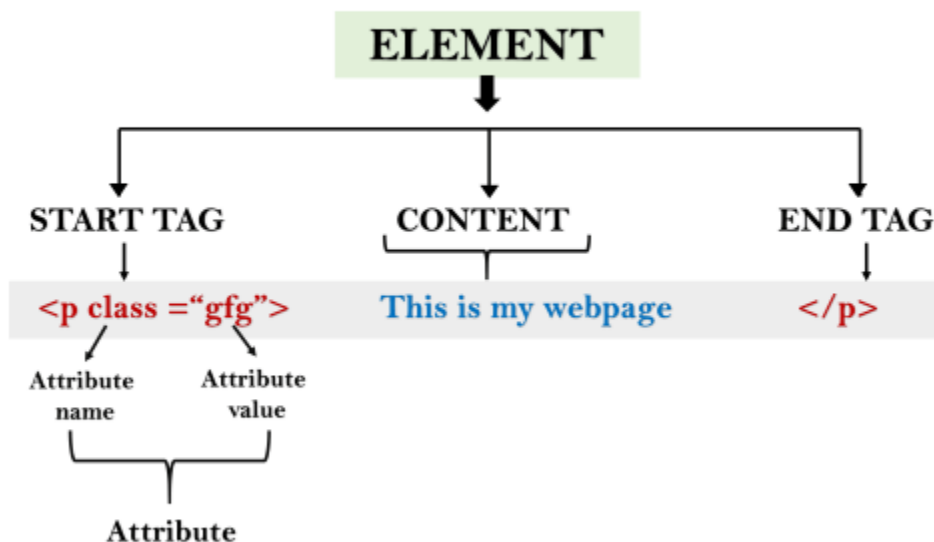 ELEMENT
START TAG CONTENT END TAG
<p class =“gfg”> This is my webpage </p>
Attribute name
Attribute value
Attribute